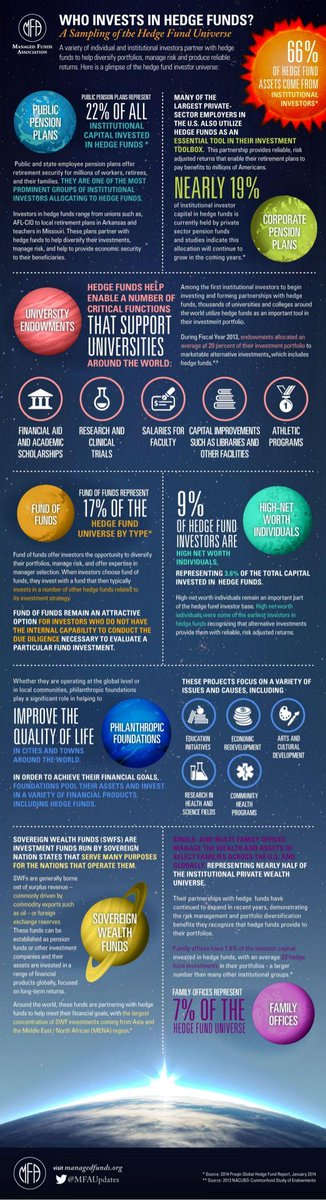 MFA
MANAGED FUNDS
ASSOCIATION
WHO INVESTS IN HEDGE FUNDS?
A Sampling of the Hedge Fund Universe
A variety of individual and institutional investors partner with hedge
funds to help diversify portfolios, manage risk and produce reliable
returns. Here is a glimpse of the hedge fund investor universe:
66%
OF HEDGE
FUND
ASSETS COME FROM
INSTITUTIONAL
INVESTORS*
PUBLIC
PENSION
PLANS
PUBLIC PENSION PLANS REPRESENT
22% OF ALL
INSTITUTIONAL
CAPITAL INVESTED
IN HEDGE FUNDS*
Public and state employee pension plans offer
retirement security for millions of workers, retirees,
and their families. THEY ARE ONE OF THE MOST
PROMINENT GROUPS OF INSTITUTIONAL
INVESTORS ALLOCATING TO HEDGE FUNDS.
Investors in hedge funds range from unions such as,
AFL-CIO to local retirement plans in Arkansas and
teachers in Missouri. These plans partner with
hedge funds to help diversify their investments,
manage risk, and help to provide economic security
to their beneficiaries.
MANY OF THE
LARGEST PRIVATE-
SECTOR EMPLOYERS IN
THE U.S. ALSO UTILIZE
HEDGE FUNDS AS AN
ESSENTIAL TOOL IN THEIR INVESTMENT
TOOLBOX. This partnership provides reliable, risk
adjusted returns that enable their retirement plans to
pay benefits to millions of Americans.
NEARLY 19%
of institutional investor
capital in hedge funds is
currently held by private
sector pension funds
and studies indicate this
allocation will continue to
grow in the coming years.*
CORPORATE
PENSION
PLANS
UNIVERSITY
ENDOWMENTS
HEDGE FUNDS HELP
ENABLE A NUMBER OF
CRITICAL FUNCTIONS
THAT SUPPORT
UNIVERSITIES
AROUND THE WORLD:
Among the first institutional investors to begin
investing and forming partnerships with hedge
funds, thousands of universities and colleges around
the world utilize hedge funds as an important tool in
their investment portfolio.
During Fiscal Year 2013, endowments allocated an
average of 20 percent of their investment portfolio to
marketable alternative investments, which includes
hedge funds.**
FINANCIAL AID
AND ACADEMIC
SCHOLARSHIPS
RESEARCH AND
CLINICAL
TRIALS
SALARIES FOR
FACULTY
CAPITAL IMPROVEMENTS
SUCH AS LIBRARIES AND
OTHER FACILITIES
ATHLETIC
PROGRAMS
FUND OF
FUNDS
FUND OF FUNDS REPRESENT
17% OF THE
HEDGE FUND
UNIVERSE BY TYPE*
Fund of funds offer investors the opportunity to diversify
their portfolios, manage risk, and offer expertise in
manager selection. When investors choose fund of
funds, they invest with a fund that then typically
invests in a number of other hedge funds related to
its investment strategy.
FUND OF FUNDS REMAIN AN ATTRACTIVE
OPTION FOR INVESTORS WHO DO NOT HAVE
THE INTERNAL CAPABILITY TO CONDUCT THE
DUE DILIGENCE NECESSARY TO EVALUATE A
PARTICULAR FUND INVESTMENT.
9%
OF HEDGE FUND
INVESTORS ARE
HIGH NET WORTH
INDIVIDUALS,
REPRESENTING 3.6% OF THE TOTAL CAPITAL
INVESTED IN HEDGE FUNDS.
HIGH-NET
WORTH
INDIVIDUALS
High-net worth individuals remain an important part
of the hedge fund investor base. High net worth
individuals were some of the earliest investors in
hedge funds recognizing that alternative investments
provide them with reliable, risk adjusted returns.
Whether they are operating at the global level or
in local communities, philanthropic foundations
play a significant role in helping to
IMPROVE THE
QUALITY OF LIFE
IN CITIES AND TOWNS
AROUND THE WORLD.
PHILANTHROPIC
FOUNDATIONS
IN ORDER TO ACHIEVE THEIR FINANCIAL GOALS,
FOUNDATIONS POOL THEIR ASSETS AND INVEST
IN A VARIETY OF FINANCIAL PRODUCTS,
INCLUDING HEDGE FUNDS.
THESE PROJECTS FOCUS ON A VARIETY OF
ISSUES AND CAUSES, INCLUDING
EDUCATION
INITIATIVES
ECONOMIC
REDEVELOPMENT
ARTS AND
CULTURAL
DEVELOPMENT
RESEARCH IN
HEALTH AND
SCIENCE FIELDS
COMMUNITY
HEALTH
PROGRAMS
SOVEREIGN WEALTH FUNDS (SWFS) ARE
INVESTMENT FUNDS RUN BY SOVEREIGN
NATION STATES THAT SERVE MANY PURPOSES
FOR THE NATIONS THAT OPERATE THEM.
SWFs are generally borne
out of surplus revenue –
commonly driven by
commodity exports such
as oil – or foreign
exchange reserves.
These funds can be
established as pension
funds or other investment
companies and their
assets are invested in a
range of financial
products globally, focused
on long-term returns.
SOVEREIGN
WEALTH
FUNDS
Around the world, these funds are partnering with hedge
funds to help meet their financial goals, with the largest
concentration of SWF investments coming from Asia and
the Middle East / North African (MENA) region.*
SINGLE- AND MULTI-FAMILY OFFICES
MANAGE THE WEALTH AND ASSETS OF
SELECT FAMILIES ACROSS THE U.S. AND
GLOBALLY, REPRESENTING NEARLY HALF OF
THE INSTITUTIONAL PRIVATE WEALTH
UNIVERSE.
Their partnerships with hedge funds have
continued to expand in recent years, demonstrating
the risk management and portfolio diversification
benefits they recognize that hedge funds provide to
their portfolios.
Family offices have 1.8% of the investor capital
invested in hedge funds, with an average 22 hedge
fund investments in their portfolios - a larger
number than many other institutional groups.*
FAMILY OFFICES REPRESENT
7% OF THE
HEDGE FUND UNIVERSE
FAMILY
OFFICES
MFA
visit managedfunds.org
@MFAUpdates
* Source: 2014 Preqin Global Hedge Fund Report, January 2014
** Source: 2013 NACUBO-Commonfund Study of Endowments